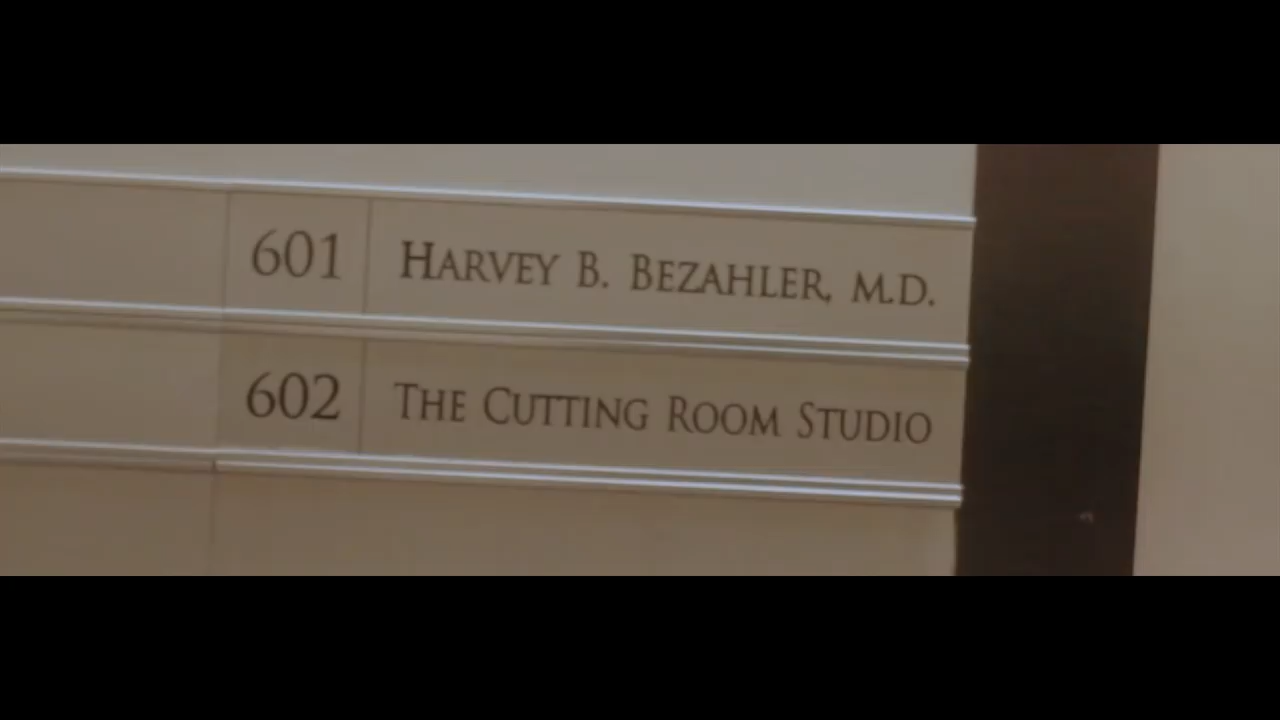 601 HARVEY B. BEZAHLER, M.D.
602 THE CUTTING ROOM STUDIO